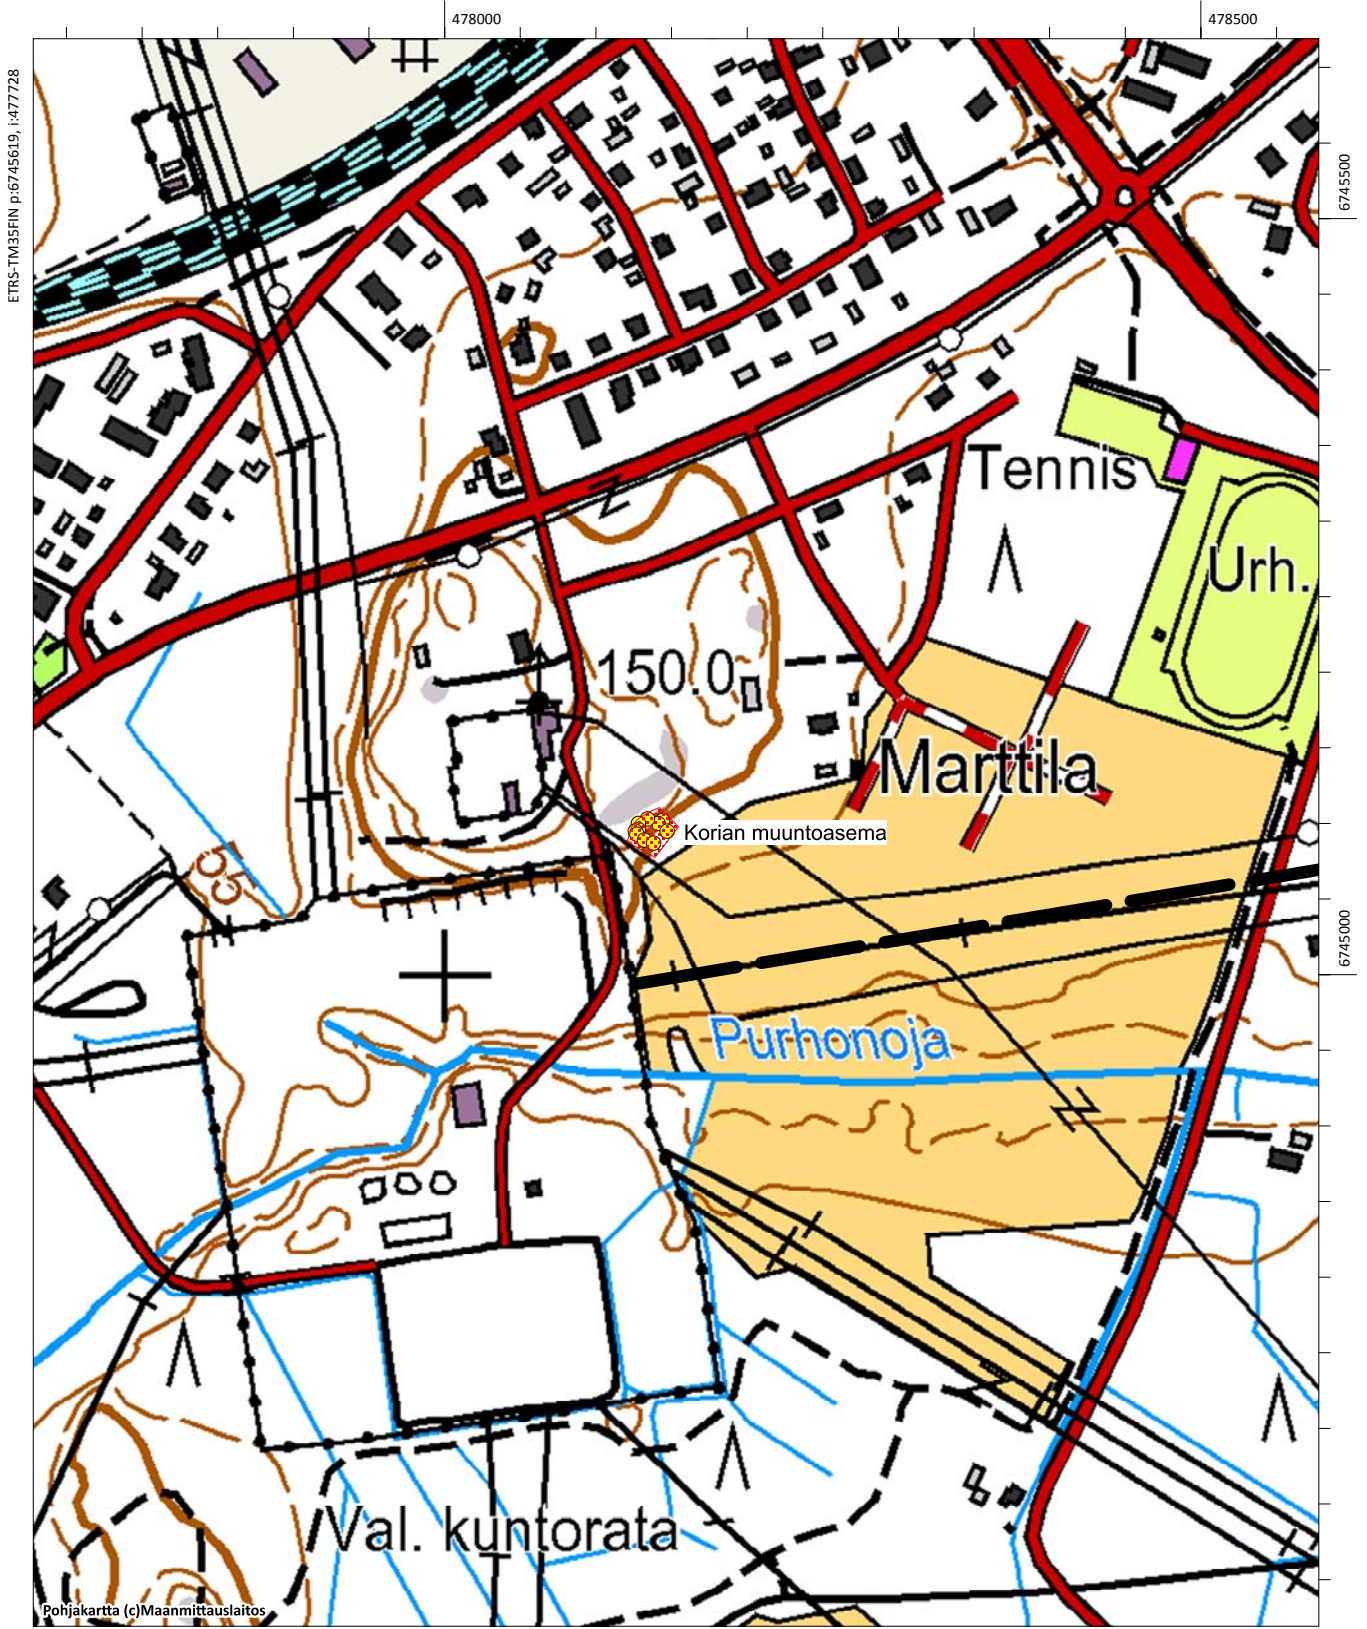 478000
478500
ETRS-TM35FIN p:6745619, i:477728
6745500
Tennis
Urh.
150.0
Marttila
Korian muuntoasema
6745000
Purhonoja
Val. kuntorata
Pohjakartta (c)Maanmittauslaitos